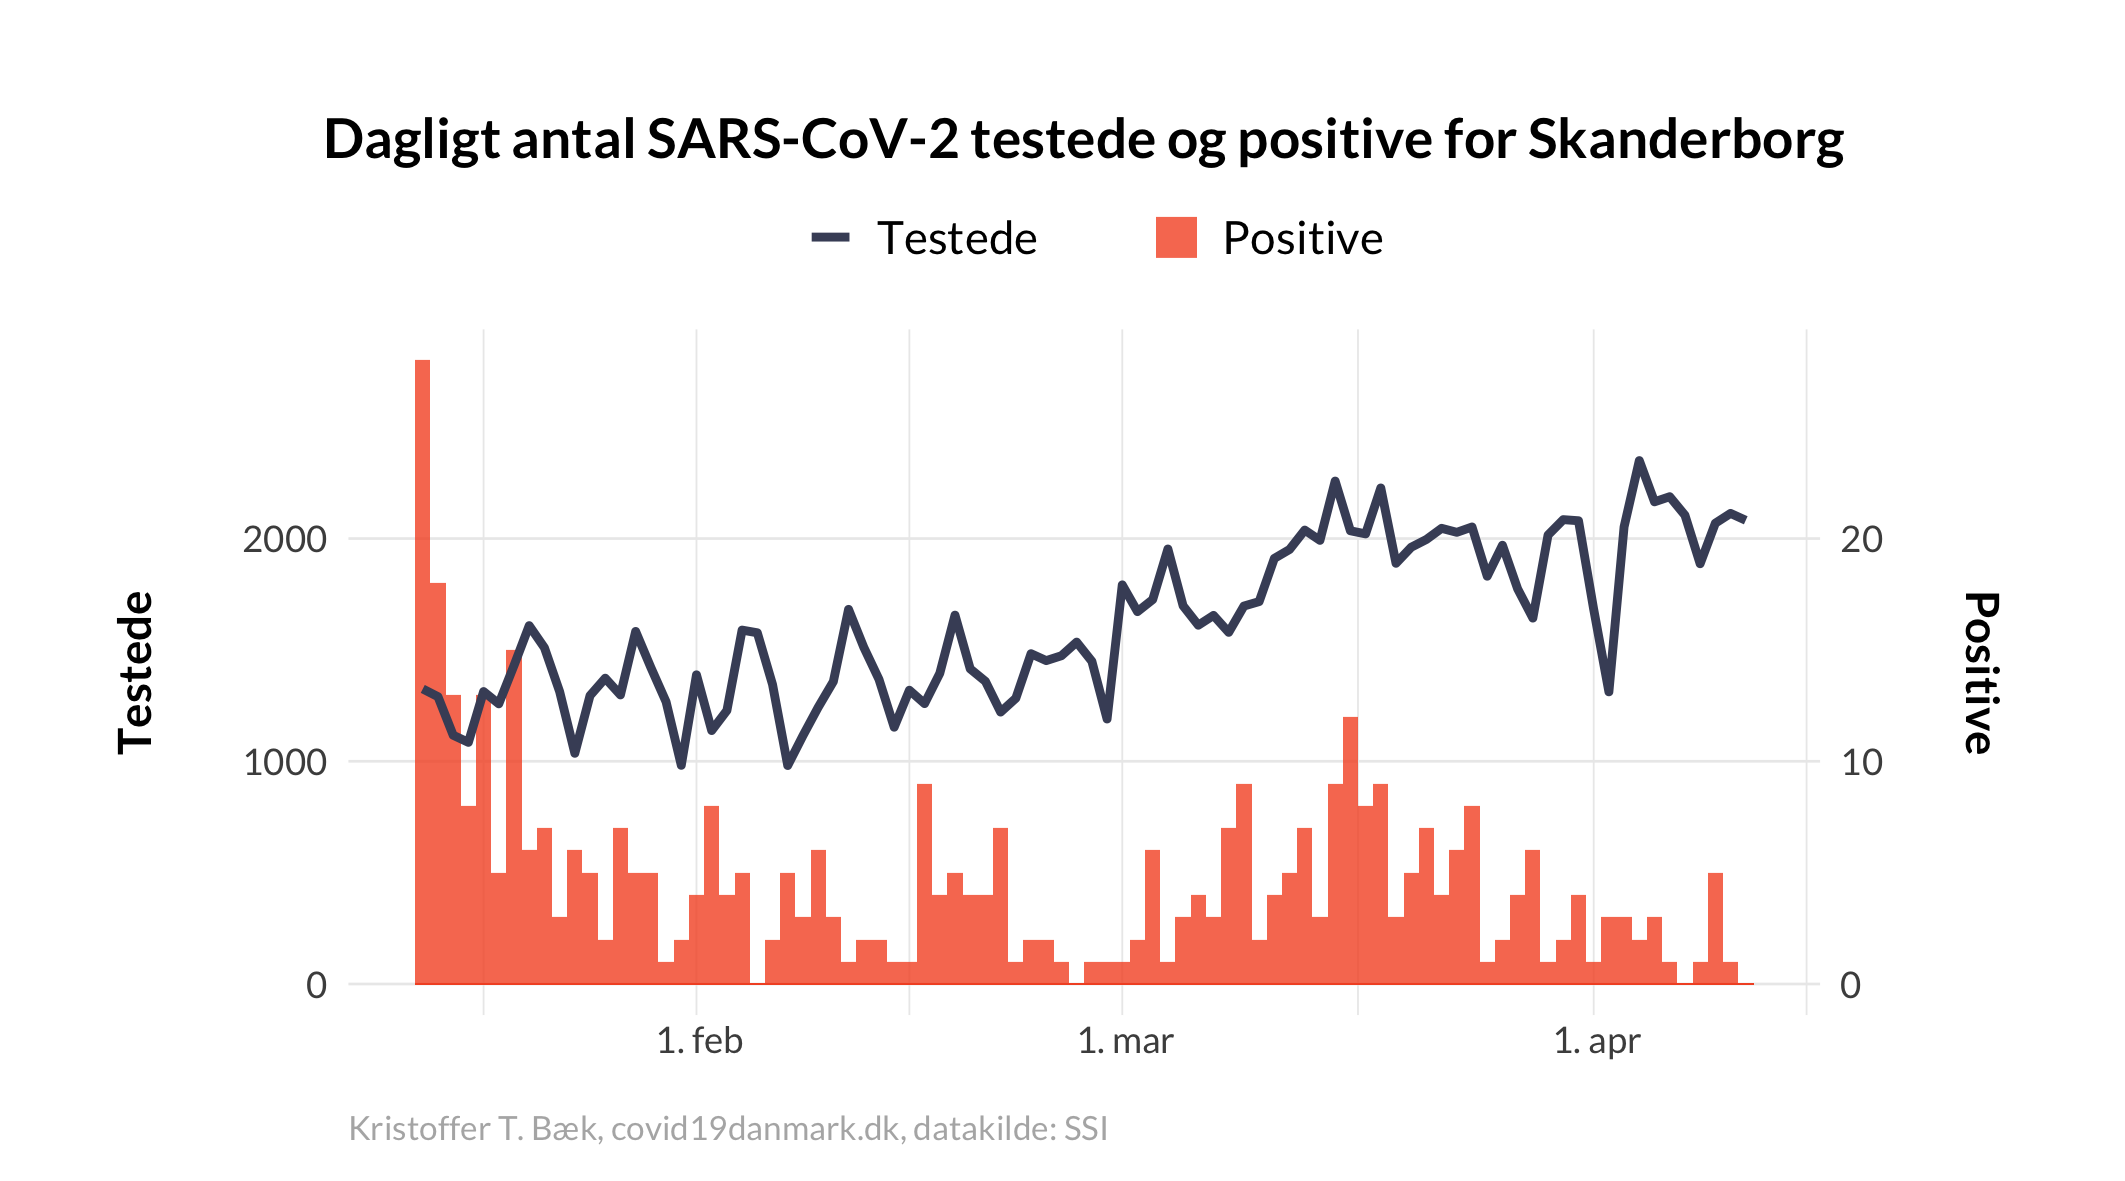 Dagligt antal SARS-CoV-2 testede og positive for Skanderborg
Testede
Positive
Testede
2000
1000
0
20
10
0
Positive
1. feb
1. mar
1. apr
Kristoffer T. Bæk, covid19danmark.dk, datakilde: SSI